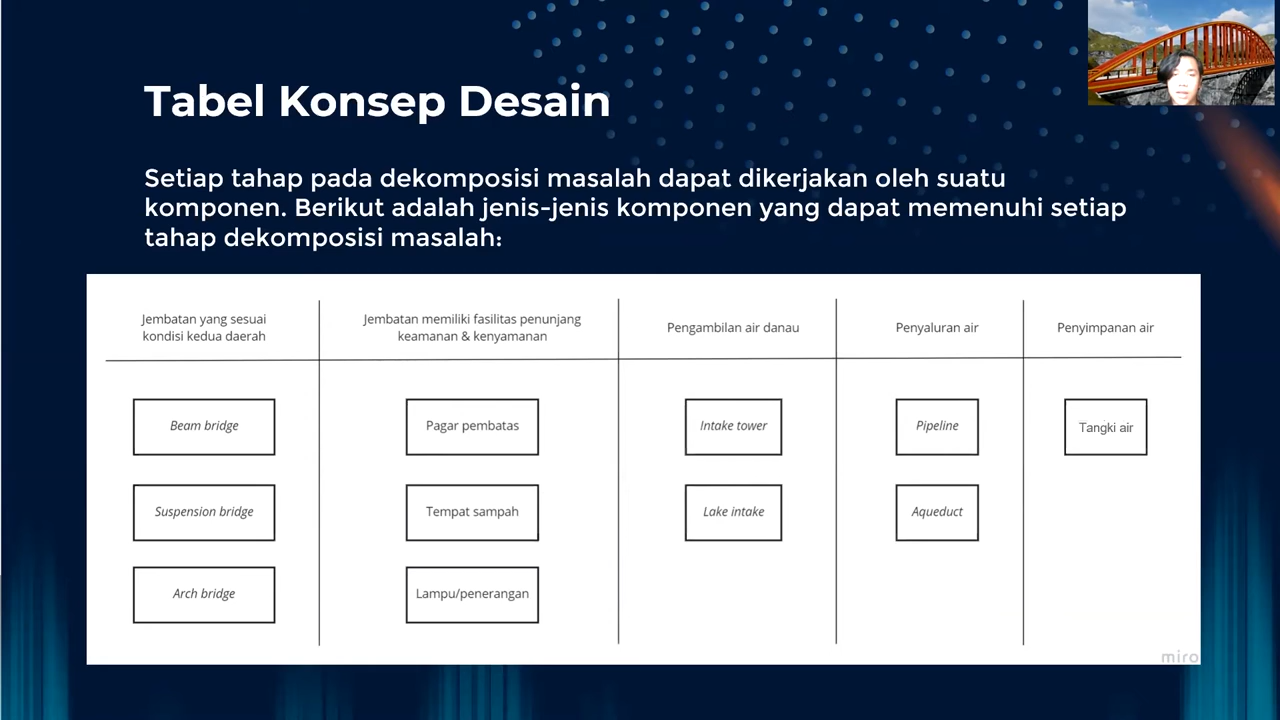 Tabel Konsep Desain
Setiap tahap pada dekomposisi masalah dapat dikerjakan oleh suatu
komponen. Berikut adalah jenis-jenis komponen yang dapat memenuhi setiap
tahap dekomposisi masalah:
Jembatan yang sesuai
kondisi kedua daerah
Jembatan memiliki fasilitas penunjang
keamanan & kenyamanan
Pengambilan air danau
Penyaluran air
Penyimpanan air
Beam bridge
Pagar pembatas
Intake tower
Pipeline
Tangki air
Suspension bridge
Tempat sampah
Lake intake
Aqueduct
Arch bridge
Lampu/penerangan
miro